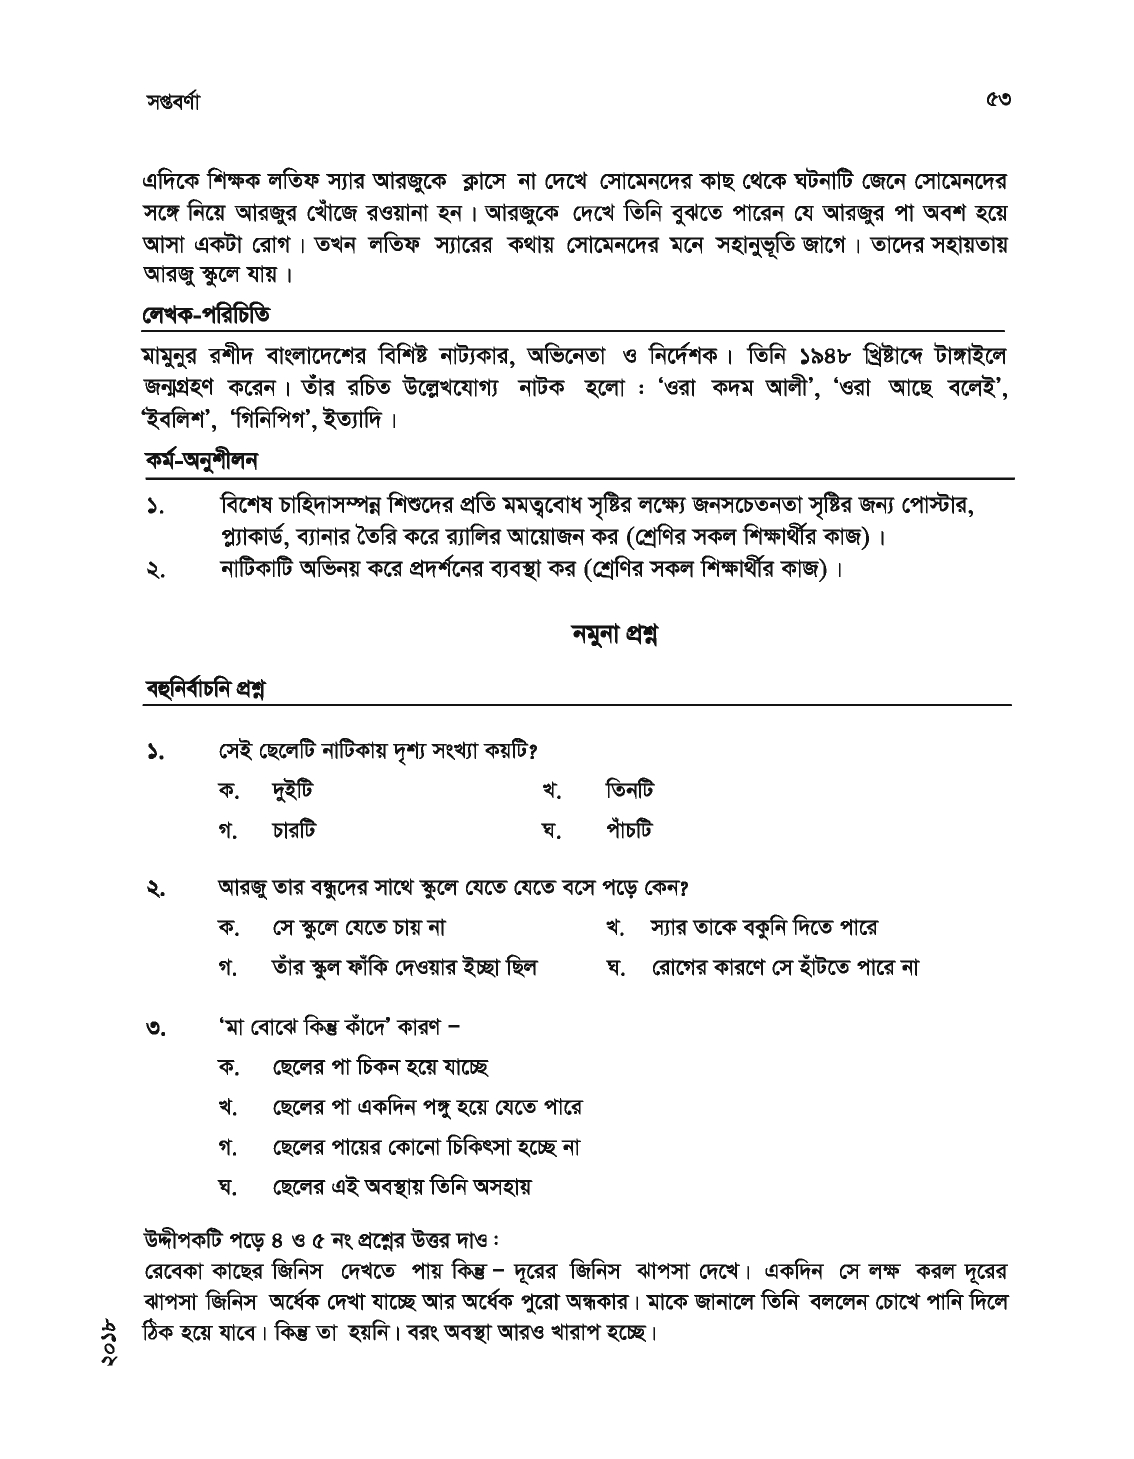 সপ্তবর্ণা ৫৩
এদিকে শিক্ষক লতিফ স্যার আরজুকে ক্লাসে না দেখে সোমেনদের কাছ থেকে ঘটনাটি জেনে সোমেনদের
সঙ্গে নিয়ে আরজুর খোঁজে রওয়ানা হন। আরজুকে দেখে তিনি বুঝতে পারেন যে আরজুর পা অবশ হয়ে
আসা একটা রোগ। তখন লতিফ স্যারের কথায় সোমেনদের মনে সহানুভূতি জাগে। তাদের সহায়তায়
আরজু স্কুলে যায়।
লেখক-পরিচিতি
মামুনুর রশীদ বাংলাদেশের বিশিষ্ট নাট্যকার, অভিনেতা ও নির্দেশক। তিনি ১৯৪৮ খ্রিষ্টাব্দে টাঙ্গাইলে
জন্মগ্রহণ করেন। তাঁর রচিত উল্লেখযোগ্য নাটক হলো : ‘ওরা কদম আলী’, ‘ওরা আছে বলেই’,
‘ইবলিশ’, ‘গিনিপিগ’, ইত্যাদি।
কর্ম-অনুশীলন
১. বিশেষ চাহিদাসম্পন্ন শিশুদের প্রতি মমত্ববোধ সৃষ্টির লক্ষ্যে জনসচেতনতা সৃষ্টির জন্য পোস্টার,
প্ল্যাকার্ড, ব্যানার তৈরি করে র‍্যালির আয়োজন কর (শ্রেণির সকল শিক্ষার্থীর কাজ)।
২. নাটিকাটি অভিনয় করে প্রদর্শনের ব্যবস্থা কর (শ্রেণির সকল শিক্ষার্থীর কাজ)।
নমুনা প্রশ্ন
বহুনির্বাচনি প্রশ্ন
১. সেই ছেলেটি নাটিকায় দৃশ্য সংখ্যা কয়টি?
ক. দুইটি খ. তিনটি
গ. চারটি ঘ. পাঁচটি
২. আরজু তার বন্ধুদের সাথে স্কুলে যেতে যেতে বসে পড়ে কেন?
ক. সে স্কুলে যেতে চায় না খ. স্যার তাকে বকুনি দিতে পারে
গ. তাঁর স্কুল ফাঁকি দেওয়ার ইচ্ছা ছিল ঘ. রোগের কারণে সে হাঁটতে পারে না
৩. ‘মা বোঝে কিন্তু কাঁদে’ কারণ –
ক. ছেলের পা চিকন হয়ে যাচ্ছে
খ. ছেলের পা একদিন পঙ্গু হয়ে যেতে পারে
গ. ছেলের পায়ের কোনো চিকিৎসা হচ্ছে না
ঘ. ছেলের এই অবস্থায় তিনি অসহায়
উদ্দীপকটি পড়ে ৪ ও ৫ নং প্রশ্নের উত্তর দাও :
রেবেকা কাছের জিনিস দেখতে পায় কিন্তু – দূরের জিনিস ঝাপসা দেখে। একদিন সে লক্ষ করল দূরের
ঝাপসা জিনিস অর্ধেক দেখা যাচ্ছে আর অর্ধেক পুরো অন্ধকার। মাকে জানালে তিনি বললেন চোখে পানি দিলে
ঠিক হয়ে যাবে। কিন্তু তা হয়নি। বরং অবস্থা আরও খারাপ হচ্ছে।
২০১৮